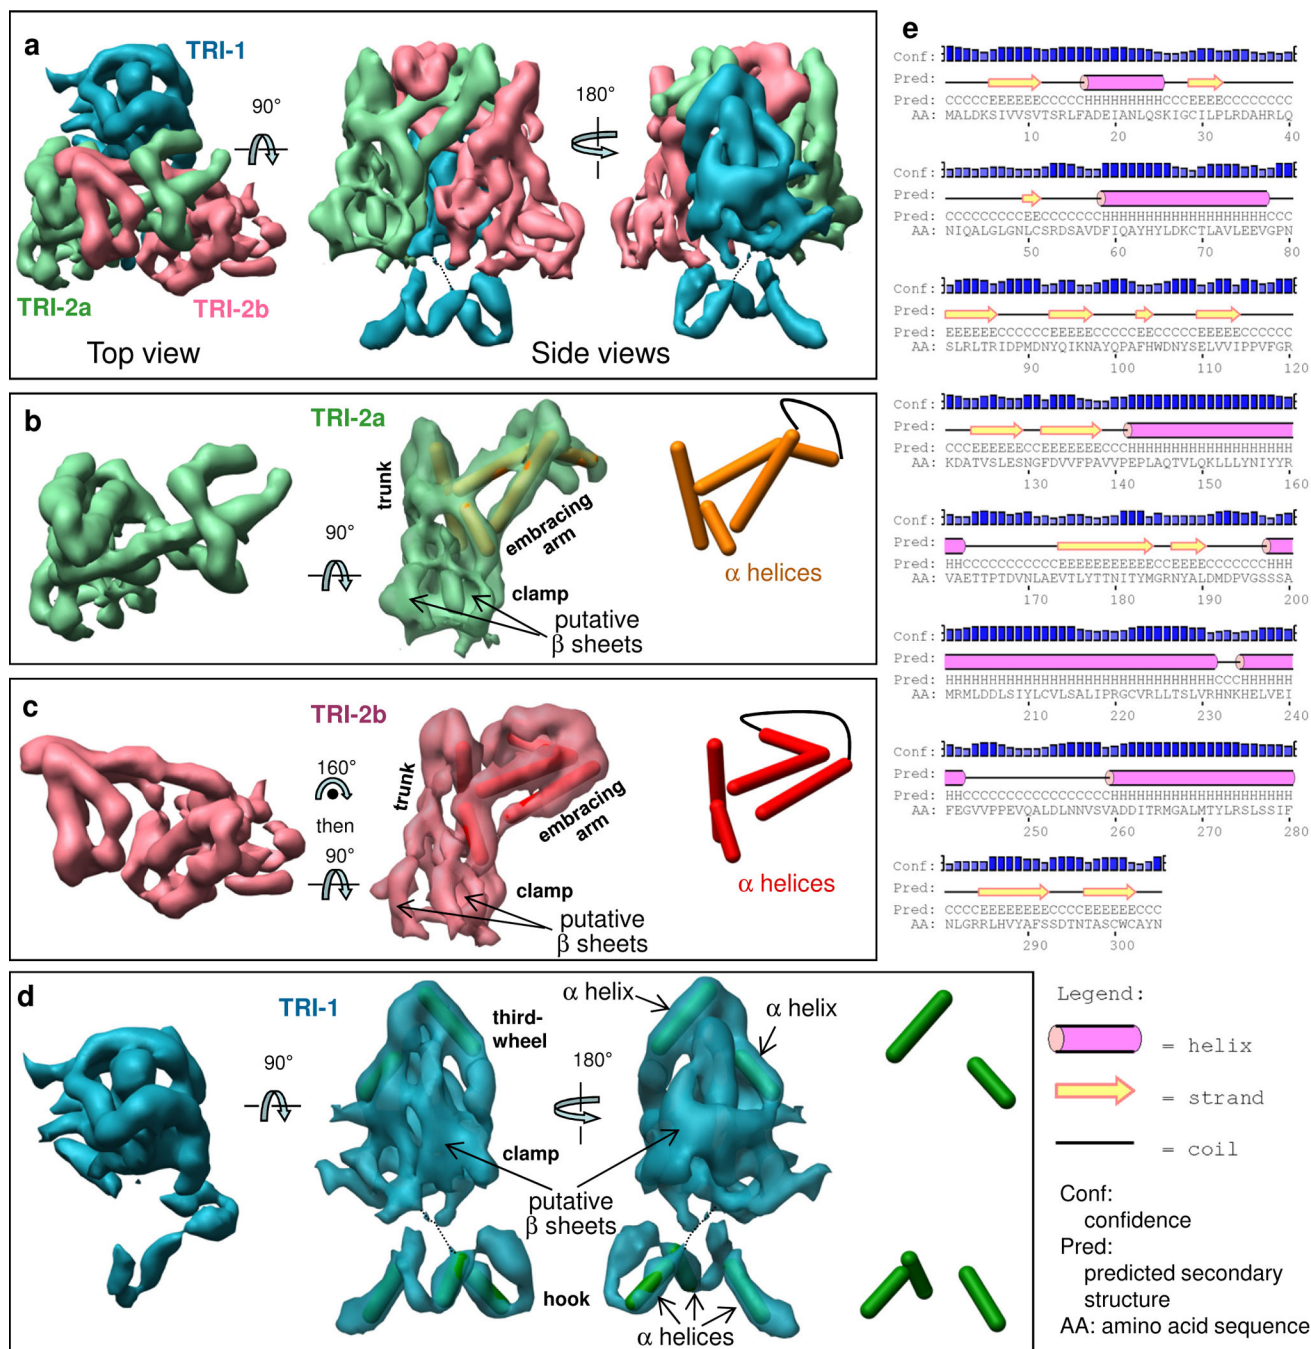 a
TRI-1
90°
180°
TRI-2a
TRI-2b
Top view
Side views
b
TRI-2a
trunk
90°
embracing
arm
clamp
putative
β sheets
α helices
c
TRI-2b
160°
then
90°
trunk
embracing
arm
clamp
putative
β sheets
α helices
d
TRI-1
90°
third-
wheel
180°
α helix
α helix
clamp
putative
β sheets
hook
α helices
e
Conf:
Pred:
Pred: CCCCCEEEEEECCCCCHHHHHHHHHCCCEEEECCCCCCCC
AA: MALDKSIVVSVTSRLFADEIANLQSKIGCILPLRDAHRLQ
10 20 30 40
Conf:
Pred:
Pred: CCCCCCCCCEECCCCCCCHHHHHHHHHHHHHHHHHHHCCC
AA: NIQALGLGNLCSRDSAVDFIQAYHYLDKCTLAVLEEVGPN
50 60 70 80
Conf:
Pred:
Pred: EEEEEECCCCCCEEEEECCCCCEECCCCCEEEEECCCCCC
AA: SLRLTRIDPMDNYQIKNAYQPAFHWDNYSELVVIPPVFGR
90 100 110 120
Conf:
Pred:
Pred: CCCEEEEEECCEEEEEEECCCHHHHHHHHHHHHHHHHHHH
AA: KDATVSLESNGFDVVFPAVVPEPLAQTVLQKLLLYNIYYR
130 140 150 160
Conf:
Pred:
Pred: HHCCCCCCCCCCCEEEEEEEEEEECCEEEECCCCCCCHHH
AA: VAETTPTDVNLAEVTLYTTNITYMGRNYALDMDPVGSSSA
170 180 190 200
Conf:
Pred:
Pred: HHHHHHHHHHHHHHHHHHHHHHHHHHHHHHHCCCHHHHHH
AA: MRMLDDLSIYLCVLSALIPRGCVRLLTSLVRHNKHELVEI
210 220 230 240
Conf:
Pred:
Pred: HHCCCCCCCCCCCCCCCCCHHHHHHHHHHHHHHHHHHHHH
AA: FEGVVPPEVQALDLNNVSVADDITRMGALMTYLRSLSSIF
250 260 270 280
Conf:
Pred:
Pred: CCCCEEEEEEEECCCCEEEEEECCC
AA: NLGRRLHVYAFSSDTNTASCWCAYN
290 300
Legend:
= helix
= strand
= coil
Conf:
confidence
Pred:
predicted secondary
structure
AA: amino acid sequence